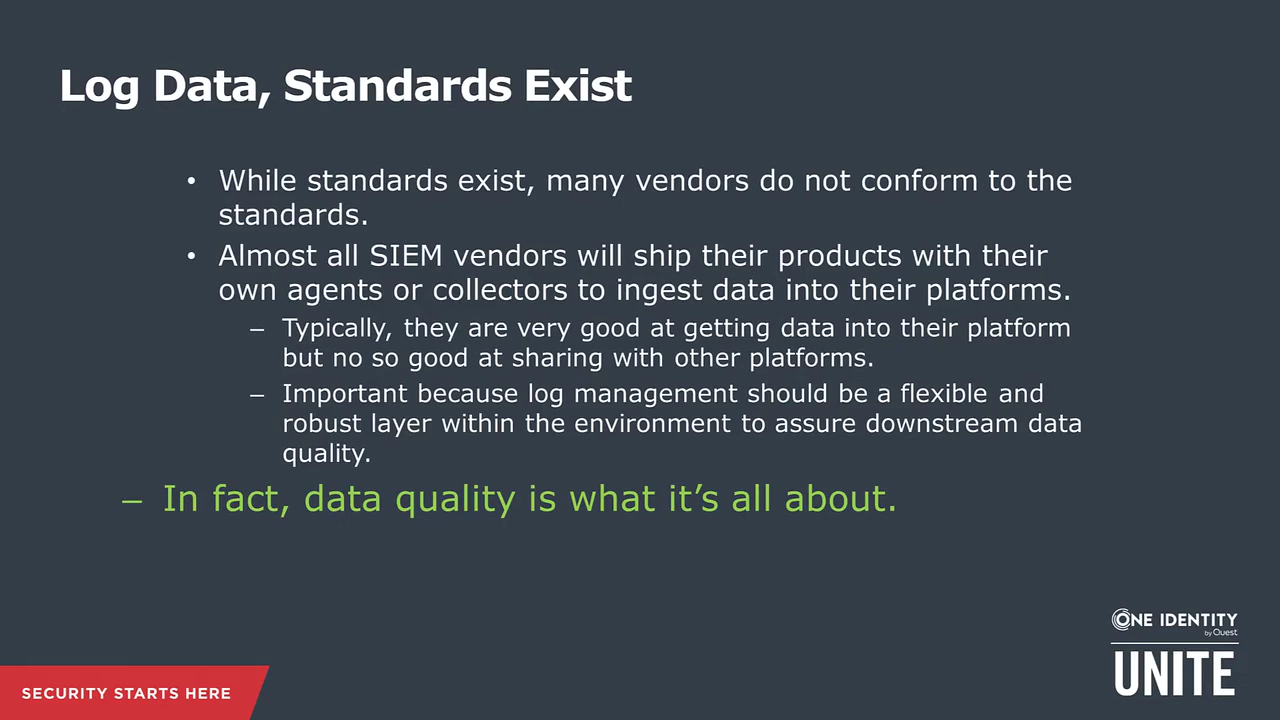 Log Data, Standards Exist
• While standards exist, many vendors do not conform to the
standards.
• Almost all SIEM vendors will ship their products with their
own agents or collectors to ingest data into their platforms.
– Typically, they are very good at getting data into their platform
but no so good at sharing with other platforms.
– Important because log management should be a flexible and
robust layer within the environment to assure downstream data
quality.
– In fact, data quality is what it’s all about.
ONE IDENTITY
by Quest
UNITE
SECURITY STARTS HERE